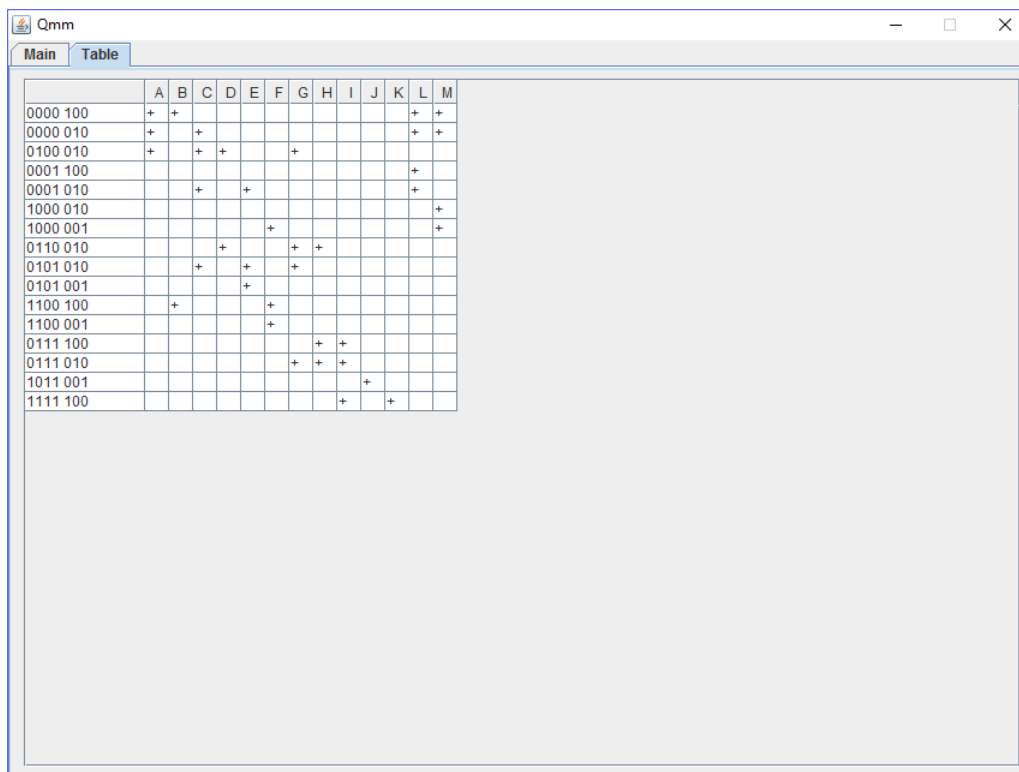 Qmm
Main Table
A B C D E F G H I J K L M
0000 100 + + + +
0000 010 + + + +
0100 010 + + + +
0001 100 +
0001 010 + + +
1000 010 +
1000 001 + +
0110 010 + + +
0101 010 + + +
0101 001 +
1100 100 + +
1100 001 +
0111 100 + +
0111 010 + + +
1011 001 +
1111 100 + +